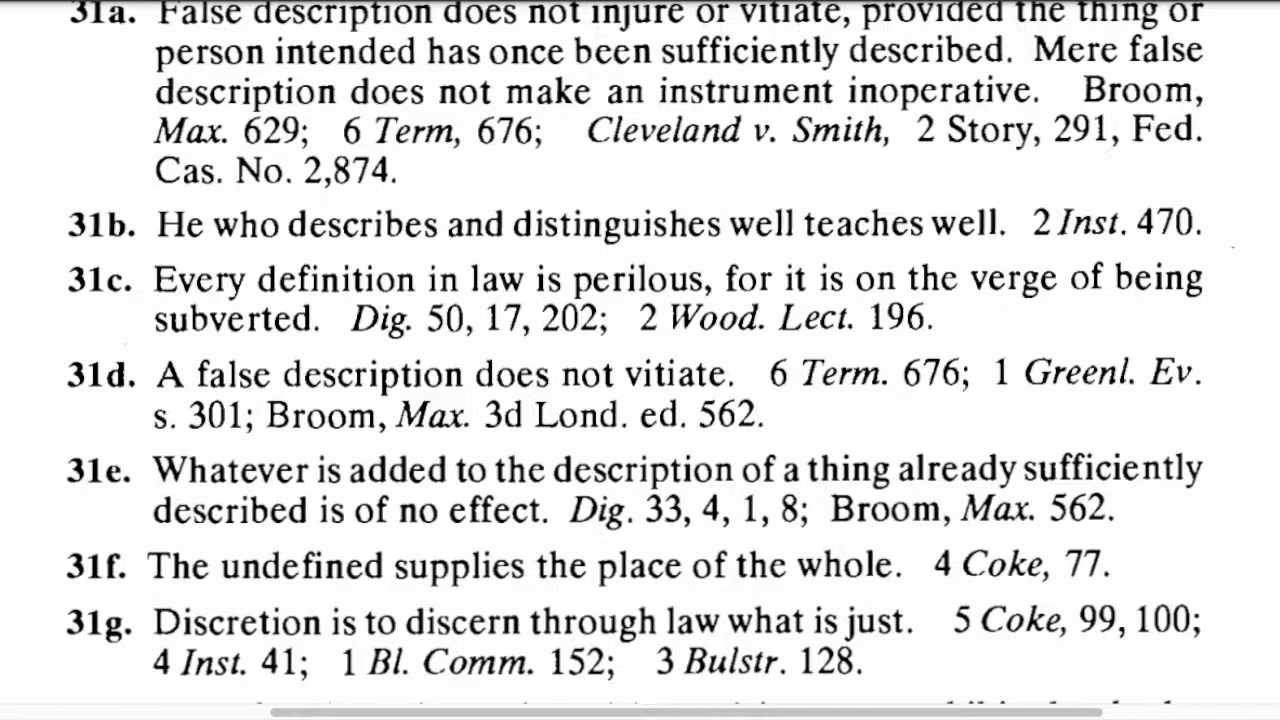 31a. False description does not injure or vitiate, provided the thing or
person intended has once been sufficiently described. Mere false
description does not make an instrument inoperative. Broom,
Max. 629; 6 Term, 676; Cleveland v. Smith, 2 Story, 291, Fed.
Cas. No. 2,874.
31b. He who describes and distinguishes well teaches well. 2 Inst. 470.
31c. Every definition in law is perilous, for it is on the verge of being
subverted. Dig. 50, 17, 202; 2 Wood. Lect. 196.
31d. A false description does not vitiate. 6 Term. 676; 1 Greenl. Ev.
s. 301; Broom, Max. 3d Lond. ed. 562.
31e. Whatever is added to the description of a thing already sufficiently
described is of no effect. Dig. 33, 4, 1, 8; Broom, Max. 562.
31f. The undefined supplies the place of the whole. 4 Coke, 77.
31g. Discretion is to discern through law what is just. 5 Coke, 99, 100;
4 Inst. 41; 1 Bl. Comm. 152; 3 Bulstr. 128.